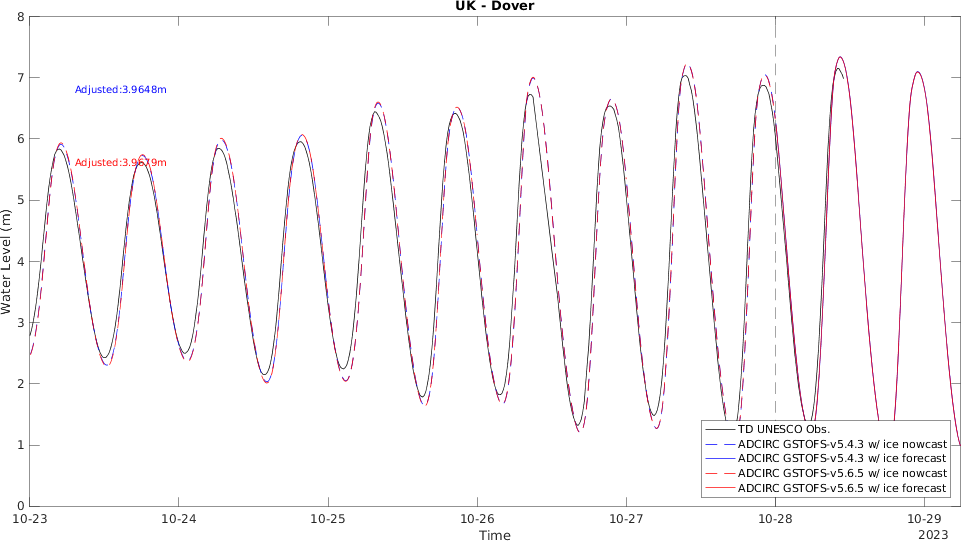 UK - Dover
8
7
6
5
4
3
2
1
0
Water Level (m)
Adjusted:3.9648m
Adjusted:3.9679m
TD UNESCO Obs.
ADCIRC GSTOFS-v5.4.3 w/ ice nowcast
ADCIRC GSTOFS-v5.4.3 w/ ice forecast
ADCIRC GSTOFS-v5.6.5 w/ ice nowcast
ADCIRC GSTOFS-v5.6.5 w/ ice forecast
10-23 10-24 10-25 10-26 10-27 10-28 10-29
Time
2023